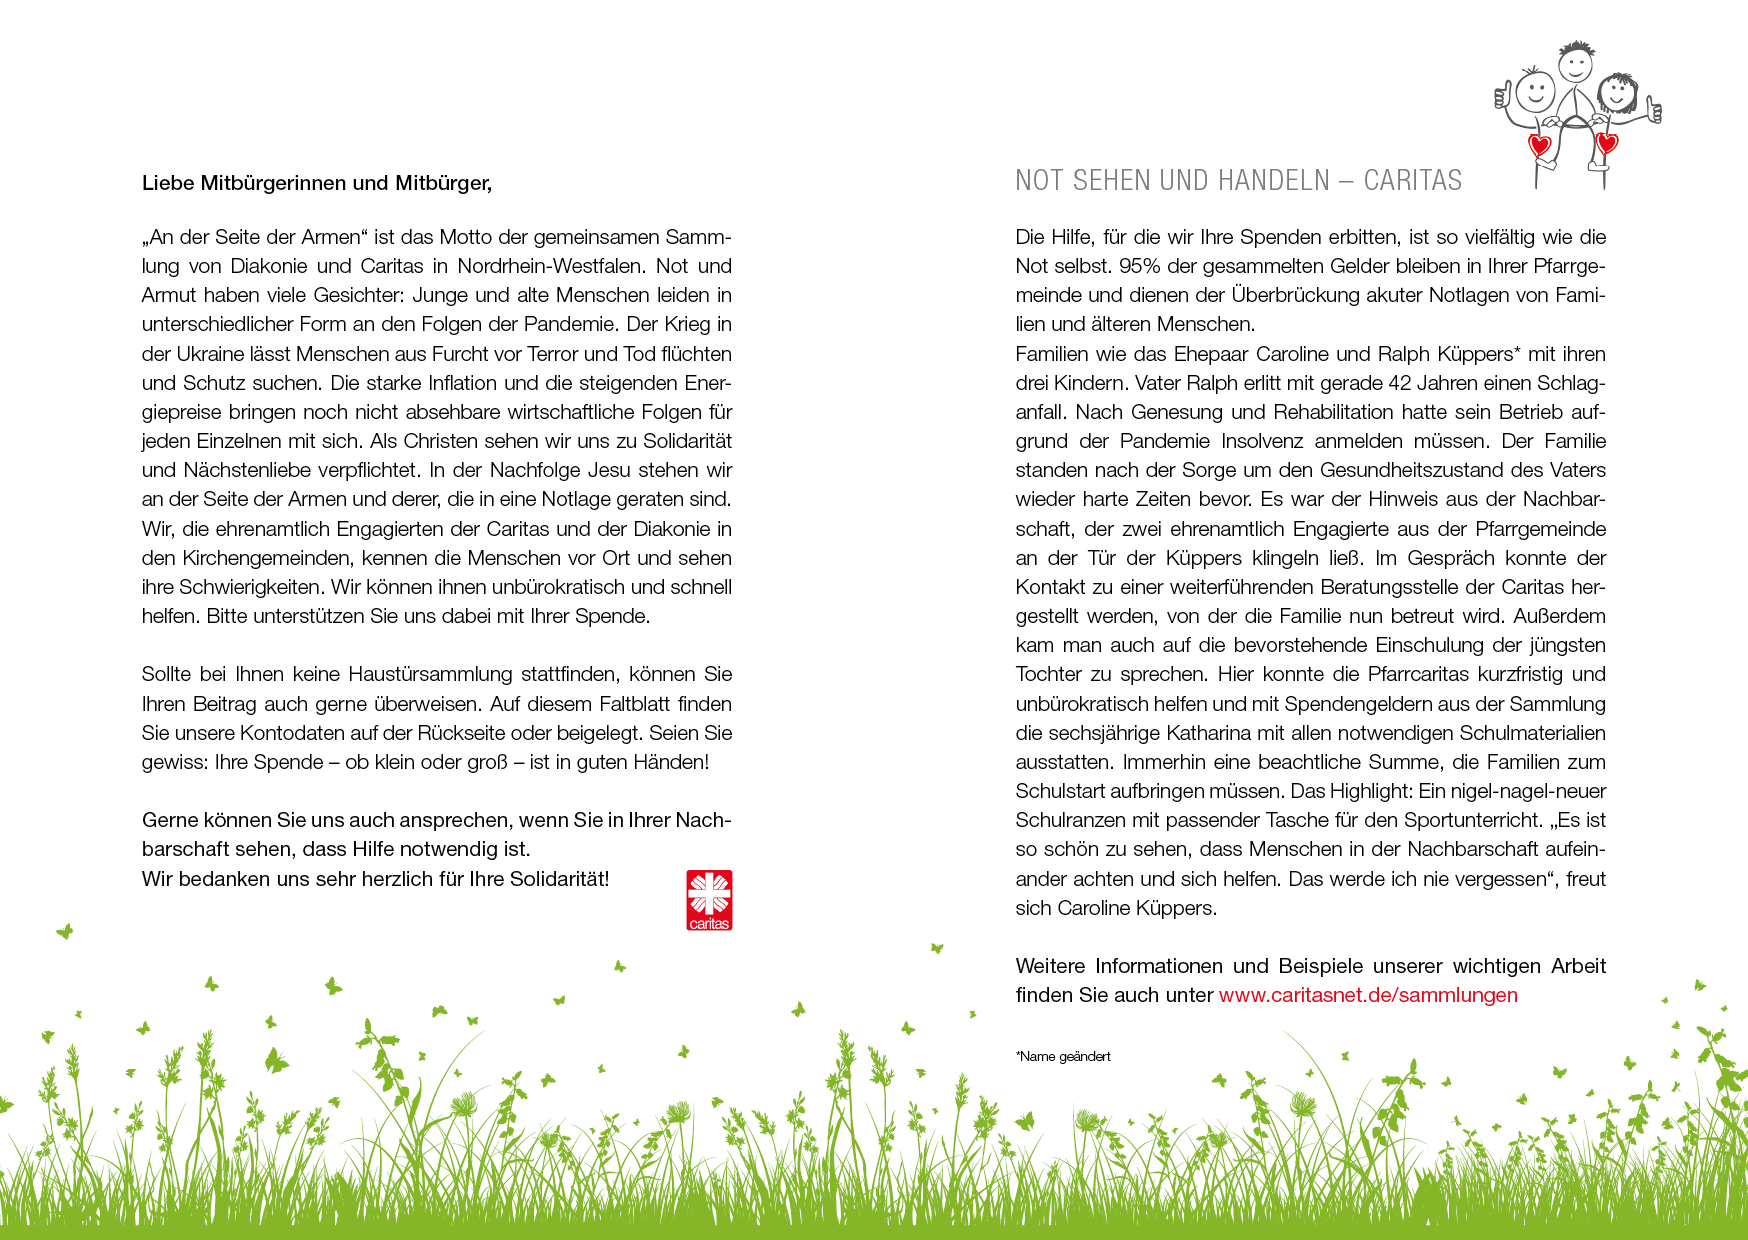 Liebe Mitbürgerinnen und Mitbürger,
„An der Seite der Armen“ ist das Motto der gemeinsamen Samm-
lung von Diakonie und Caritas in Nordrhein-Westfalen. Not und
Armut haben viele Gesichter: Junge und alte Menschen leiden in
unterschiedlicher Form an den Folgen der Pandemie. Der Krieg in
der Ukraine lässt Menschen aus Furcht vor Terror und Tod flüchten
und Schutz suchen. Die starke Inflation und die steigenden Ener-
giepreise bringen noch nicht absehbare wirtschaftliche Folgen für
jeden Einzelnen mit sich. Als Christen sehen wir uns zu Solidarität
und Nächstenliebe verpflichtet. In der Nachfolge Jesu stehen wir
an der Seite der Armen und derer, die in eine Notlage geraten sind.
Wir, die ehrenamtlich Engagierten der Caritas und der Diakonie in
den Kirchengemeinden, kennen die Menschen vor Ort und sehen
ihre Schwierigkeiten. Wir können ihnen unbürokratisch und schnell
helfen. Bitte unterstützen Sie uns dabei mit Ihrer Spende.
Sollte bei Ihnen keine Haustürsammlung stattfinden, können Sie
Ihren Beitrag auch gerne überweisen. Auf diesem Faltblatt finden
Sie unsere Kontodaten auf der Rückseite oder beigelegt. Seien Sie
gewiss: Ihre Spende – ob klein oder groß – ist in guten Händen!
Gerne können Sie uns auch ansprechen, wenn Sie in Ihrer Nach-
barschaft sehen, dass Hilfe notwendig ist.
Wir bedanken uns sehr herzlich für Ihre Solidarität!
caritas
NOT SEHEN UND HANDELN – CARITAS
Die Hilfe, für die wir Ihre Spenden erbitten, ist so vielfältig wie die
Not selbst. 95% der gesammelten Gelder bleiben in Ihrer Pfarrge-
meinde und dienen der Überbrückung akuter Notlagen von Fami-
lien und älteren Menschen.
Familien wie das Ehepaar Caroline und Ralph Küppers* mit ihren
drei Kindern. Vater Ralph erlitt mit gerade 42 Jahren einen Schlag-
anfall. Nach Genesung und Rehabilitation hatte sein Betrieb auf-
grund der Pandemie Insolvenz anmelden müssen. Der Familie
standen nach der Sorge um den Gesundheitszustand des Vaters
wieder harte Zeiten bevor. Es war der Hinweis aus der Nachbar-
schaft, der zwei ehrenamtlich Engagierte aus der Pfarrgemeinde
an der Tür der Küppers klingeln ließ. Im Gespräch konnte der
Kontakt zu einer weiterführenden Beratungsstelle der Caritas her-
gestellt werden, von der die Familie nun betreut wird. Außerdem
kam man auch auf die bevorstehende Einschulung der jüngsten
Tochter zu sprechen. Hier konnte die Pfarrcaritas kurzfristig und
unbürokratisch helfen und mit Spendengeldern aus der Sammlung
die sechsjährige Katharina mit allen notwendigen Schulmaterialien
ausstatten. Immerhin eine beachtliche Summe, die Familien zum
Schulstart aufbringen müssen. Das Highlight: Ein nigel-nagel-neuer
Schulranzen mit passender Tasche für den Sportunterricht. „Es ist
so schön zu sehen, dass Menschen in der Nachbarschaft aufein-
ander achten und sich helfen. Das werde ich nie vergessen“, freut
sich Caroline Küppers.
Weitere Informationen und Beispiele unserer wichtigen Arbeit
finden Sie auch unter www.caritasnet.de/sammlungen
*Name geändert